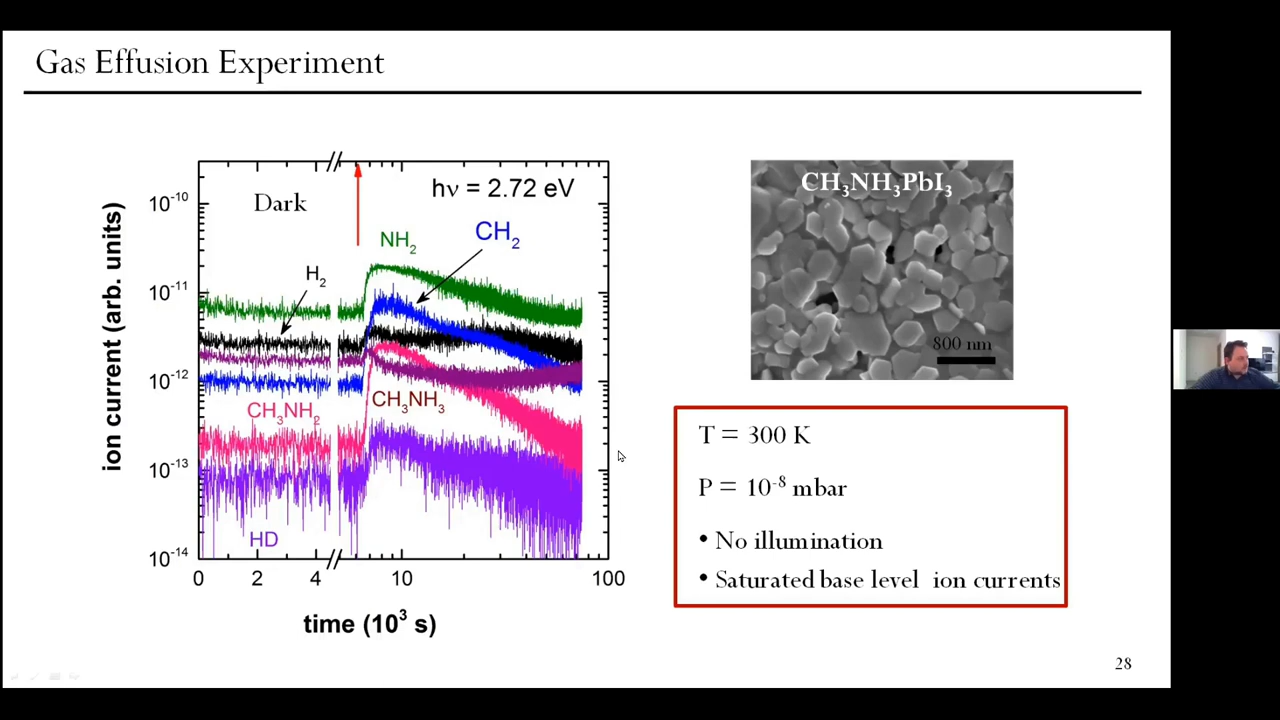 Gas Effusion Experiment
Dark
hν = 2.72 eV
NH₂
CH₂
H₂
CH₃NH₂
CH₃NH₃
HD
ion current (arb. units)
10⁻¹⁰
10⁻¹¹
10⁻¹²
10⁻¹³
10⁻¹⁴
0 2 4 10 100
time (10³ s)
CH₃NH₃PbI₃
800 nm
T = 300 K
P = 10⁻⁸ mbar
• No illumination
• Saturated base level ion currents
28